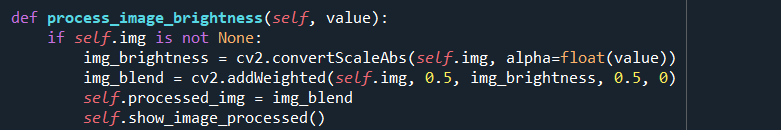 def process_image_brightness(self, value):
    if self.img is not None:
        img_brightness = cv2.convertScaleAbs(self.img, alpha=float(value))
        img_blend = cv2.addWeighted(self.img, 0.5, img_brightness, 0.5, 0)
        self.processed_img = img_blend
        self.show_image_processed()